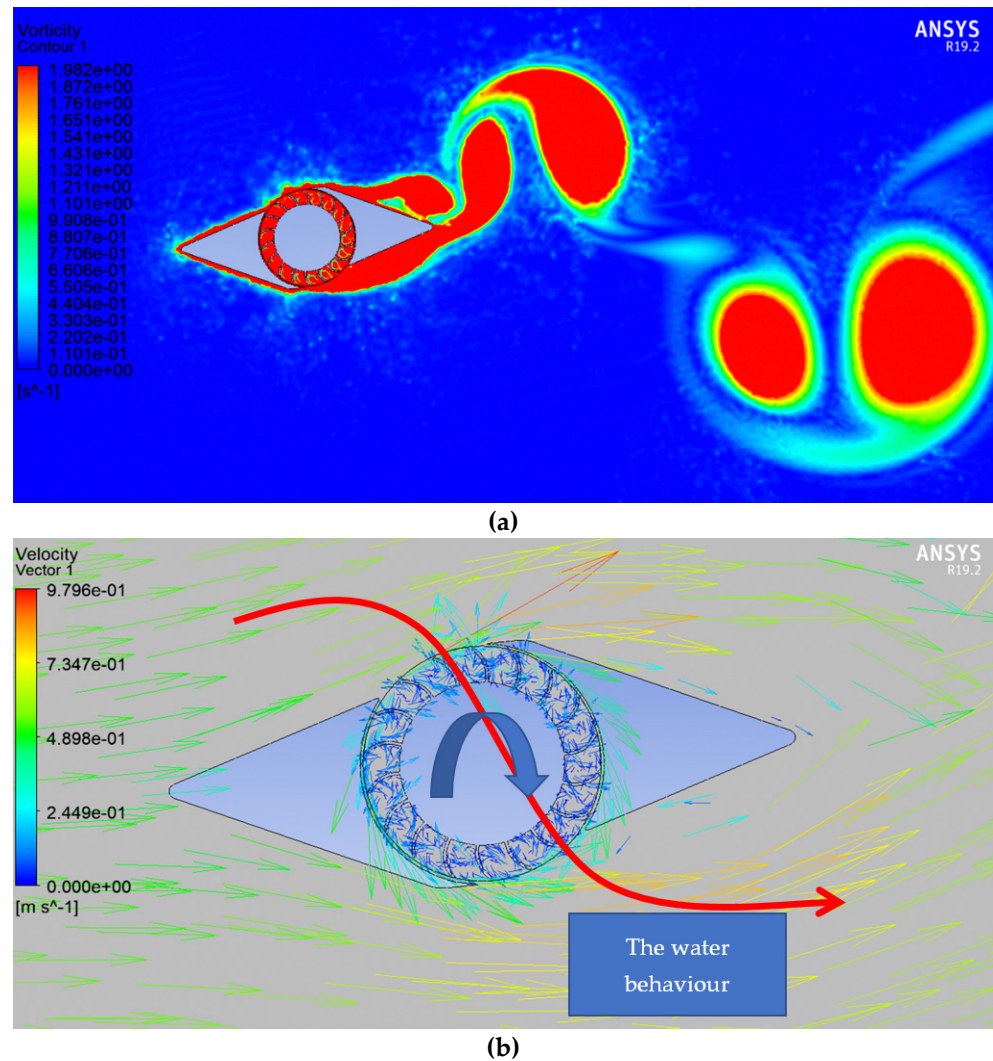 Vorticity
Contour 1
ANSYS
R19.2
1.982e+00
1.872e+00
1.761e+00
1.651e+00
1.541e+00
1.431e+00
1.321e+00
1.211e+00
1.101e+00
9.908e-01
8.807e-01
7.706e-01
6.606e-01
5.505e-01
4.404e-01
3.303e-01
2.202e-01
1.101e-01
0.000e+00
[s^-1]
(a)
Velocity
Vector 1
ANSYS
R19.2
9.796e-01
7.347e-01
4.898e-01
2.449e-01
0.000e+00
[m s^-1]
The water
behaviour
(b)